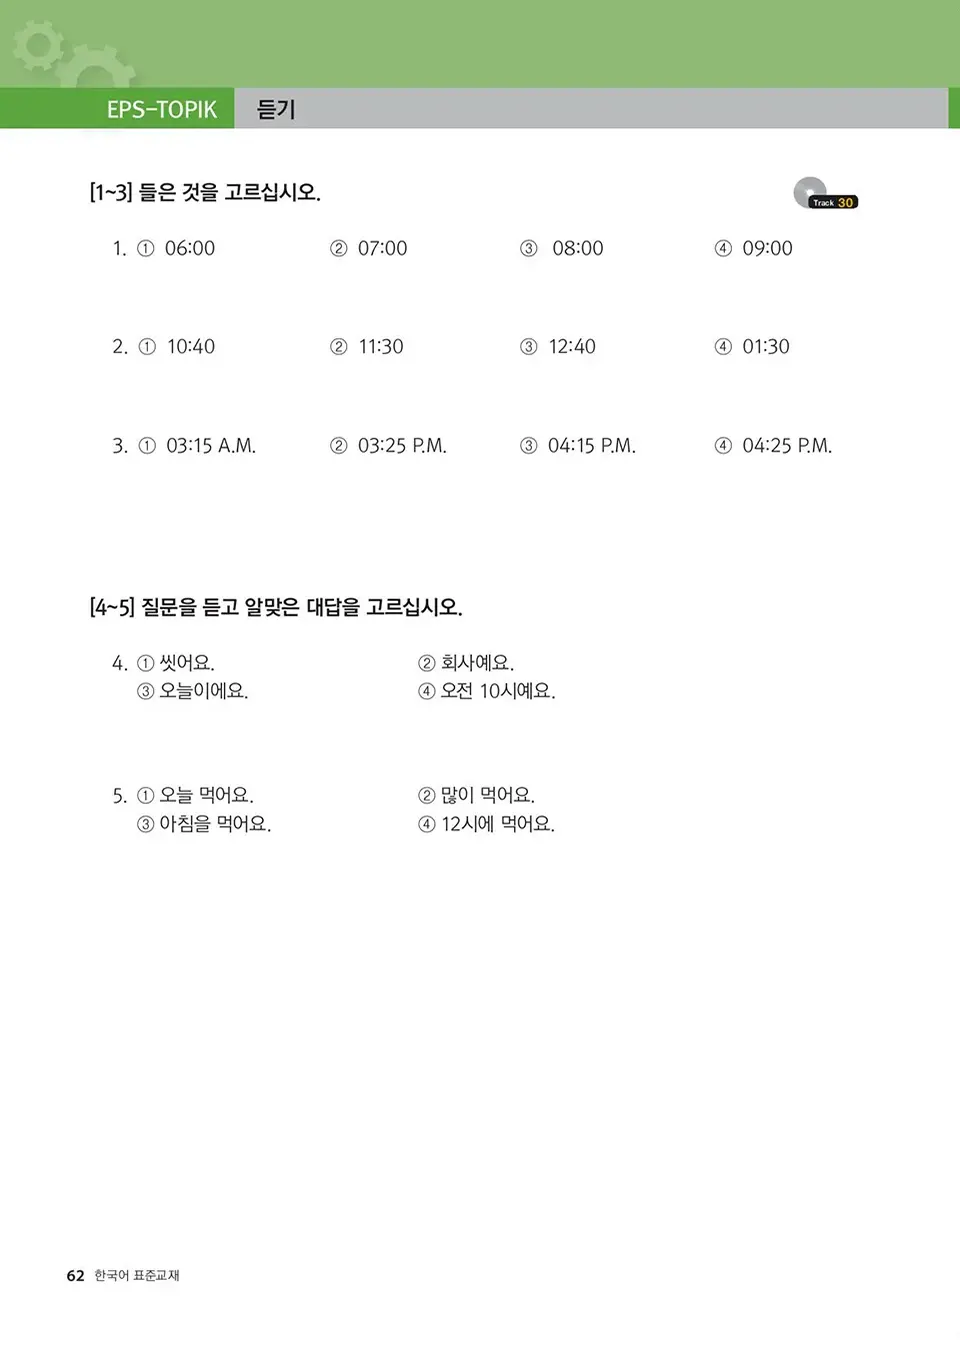 EPS-TOPIK 듣기
[1~3] 들은 것을 고르십시오.
Track 30
1. ① 06:00 ② 07:00 ③ 08:00 ④ 09:00
2. ① 10:40 ② 11:30 ③ 12:40 ④ 01:30
3. ① 03:15 A.M. ② 03:25 P.M. ③ 04:15 P.M. ④ 04:25 P.M.
[4~5] 질문을 듣고 알맞은 대답을 고르십시오.
4. ① 씻어요. ② 회사예요.
③ 오늘이에요. ④ 오전 10시예요.
5. ① 오늘 먹어요. ② 많이 먹어요.
③ 아침을 먹어요. ④ 12시에 먹어요.
62 한국어 표준교재